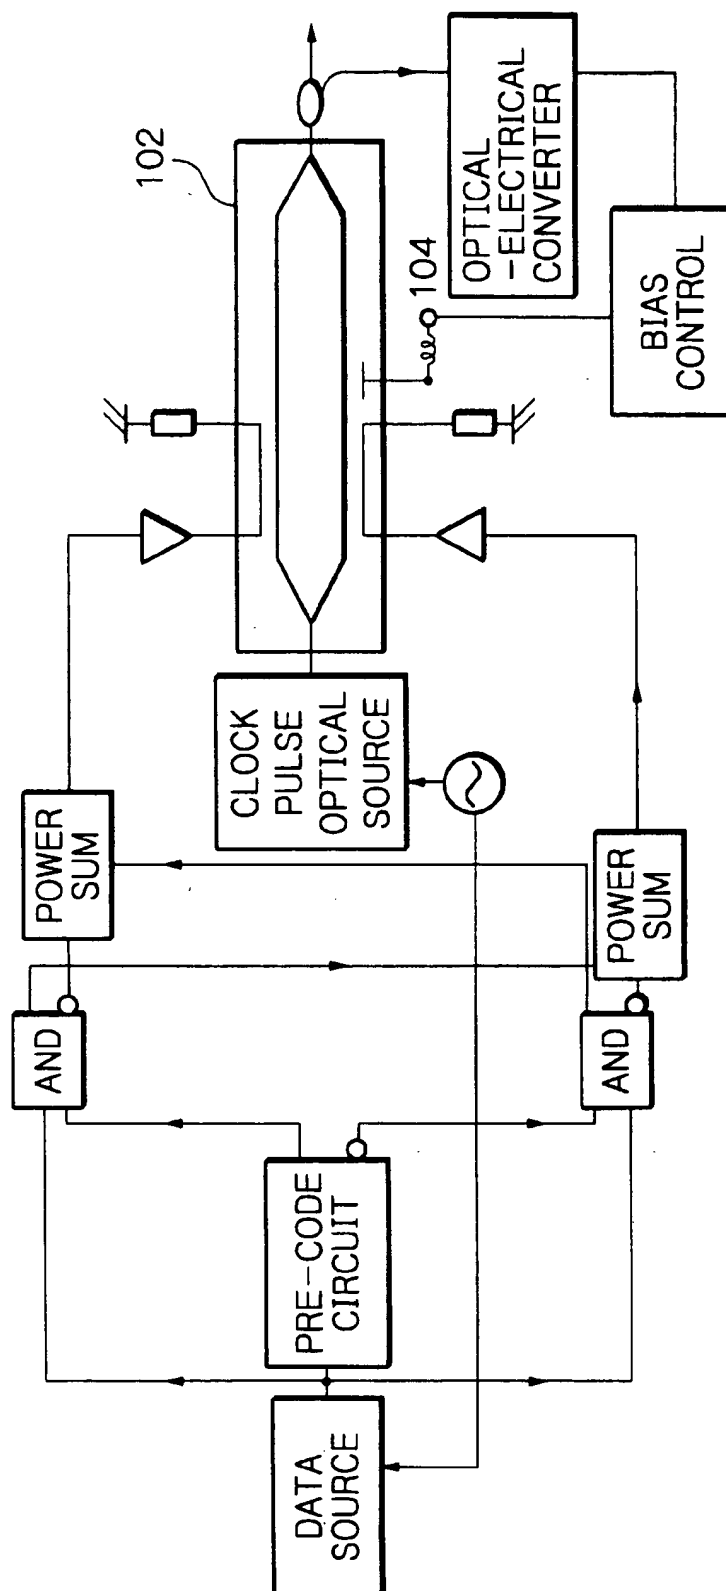 DATA
SOURCE
PRE-CODE
CIRCUIT
AND
AND
POWER
SUM
POWER
SUM
CLOCK
PULSE
OPTICAL
SOURCE
102
104
OPTICAL
-ELECTRICAL
CONVERTER
BIAS
CONTROL